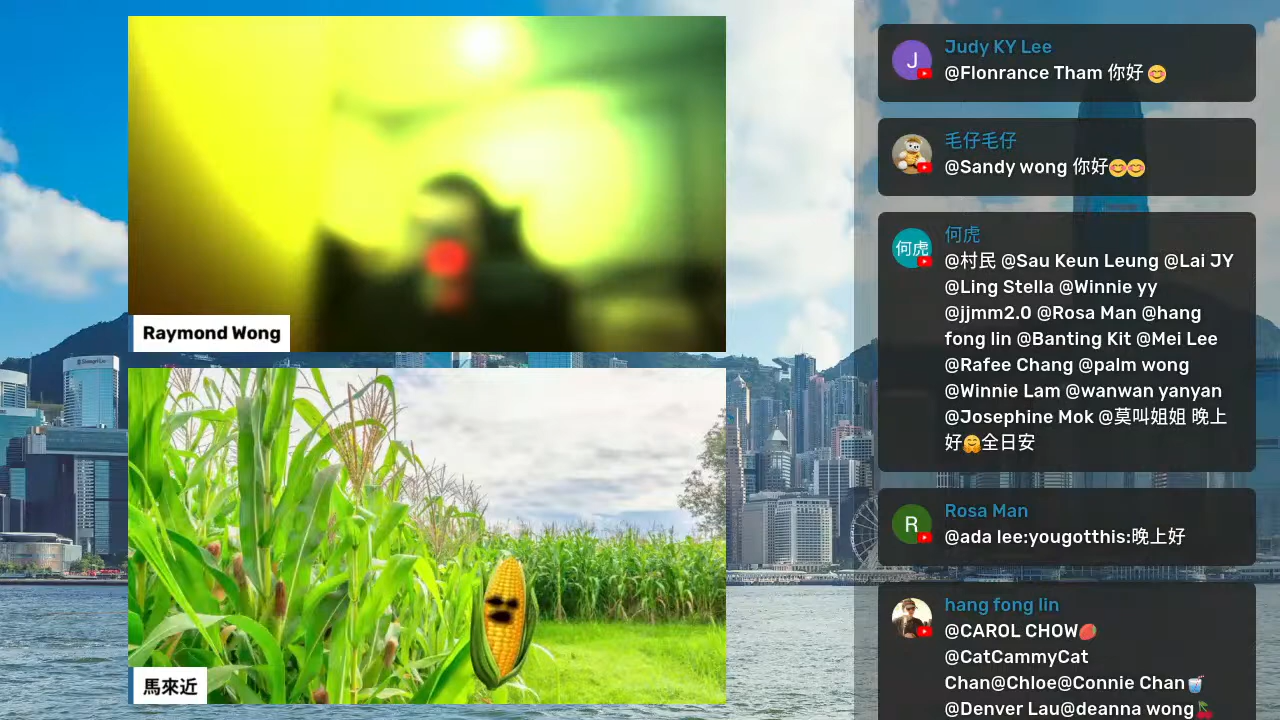 Raymond Wong
馬來近
Judy KY Lee
@Flonrance Tham 你好 😊
毛仔毛仔
@Sandy wong 你好😊😊
何虎
何虎
@村民 @Sau Keun Leung @Lai JY
@Ling Stella @Winnie yy
@jjmm2.0 @Rosa Man @hang
fong lin @Banting Kit @Mei Lee
@Rafee Chang @palm wong
@Winnie Lam @wanwan yanyan
@Josephine Mok @莫叫姐姐 晚上
好🤗全日安
R
Rosa Man
@ada lee:yougotthis:晚上好
hang fong lin
@CAROL CHOW🥭
@CatCammyCat
Chan@Chloe@Connie Chan🥤
@Denver Lau@deanna wong🍒